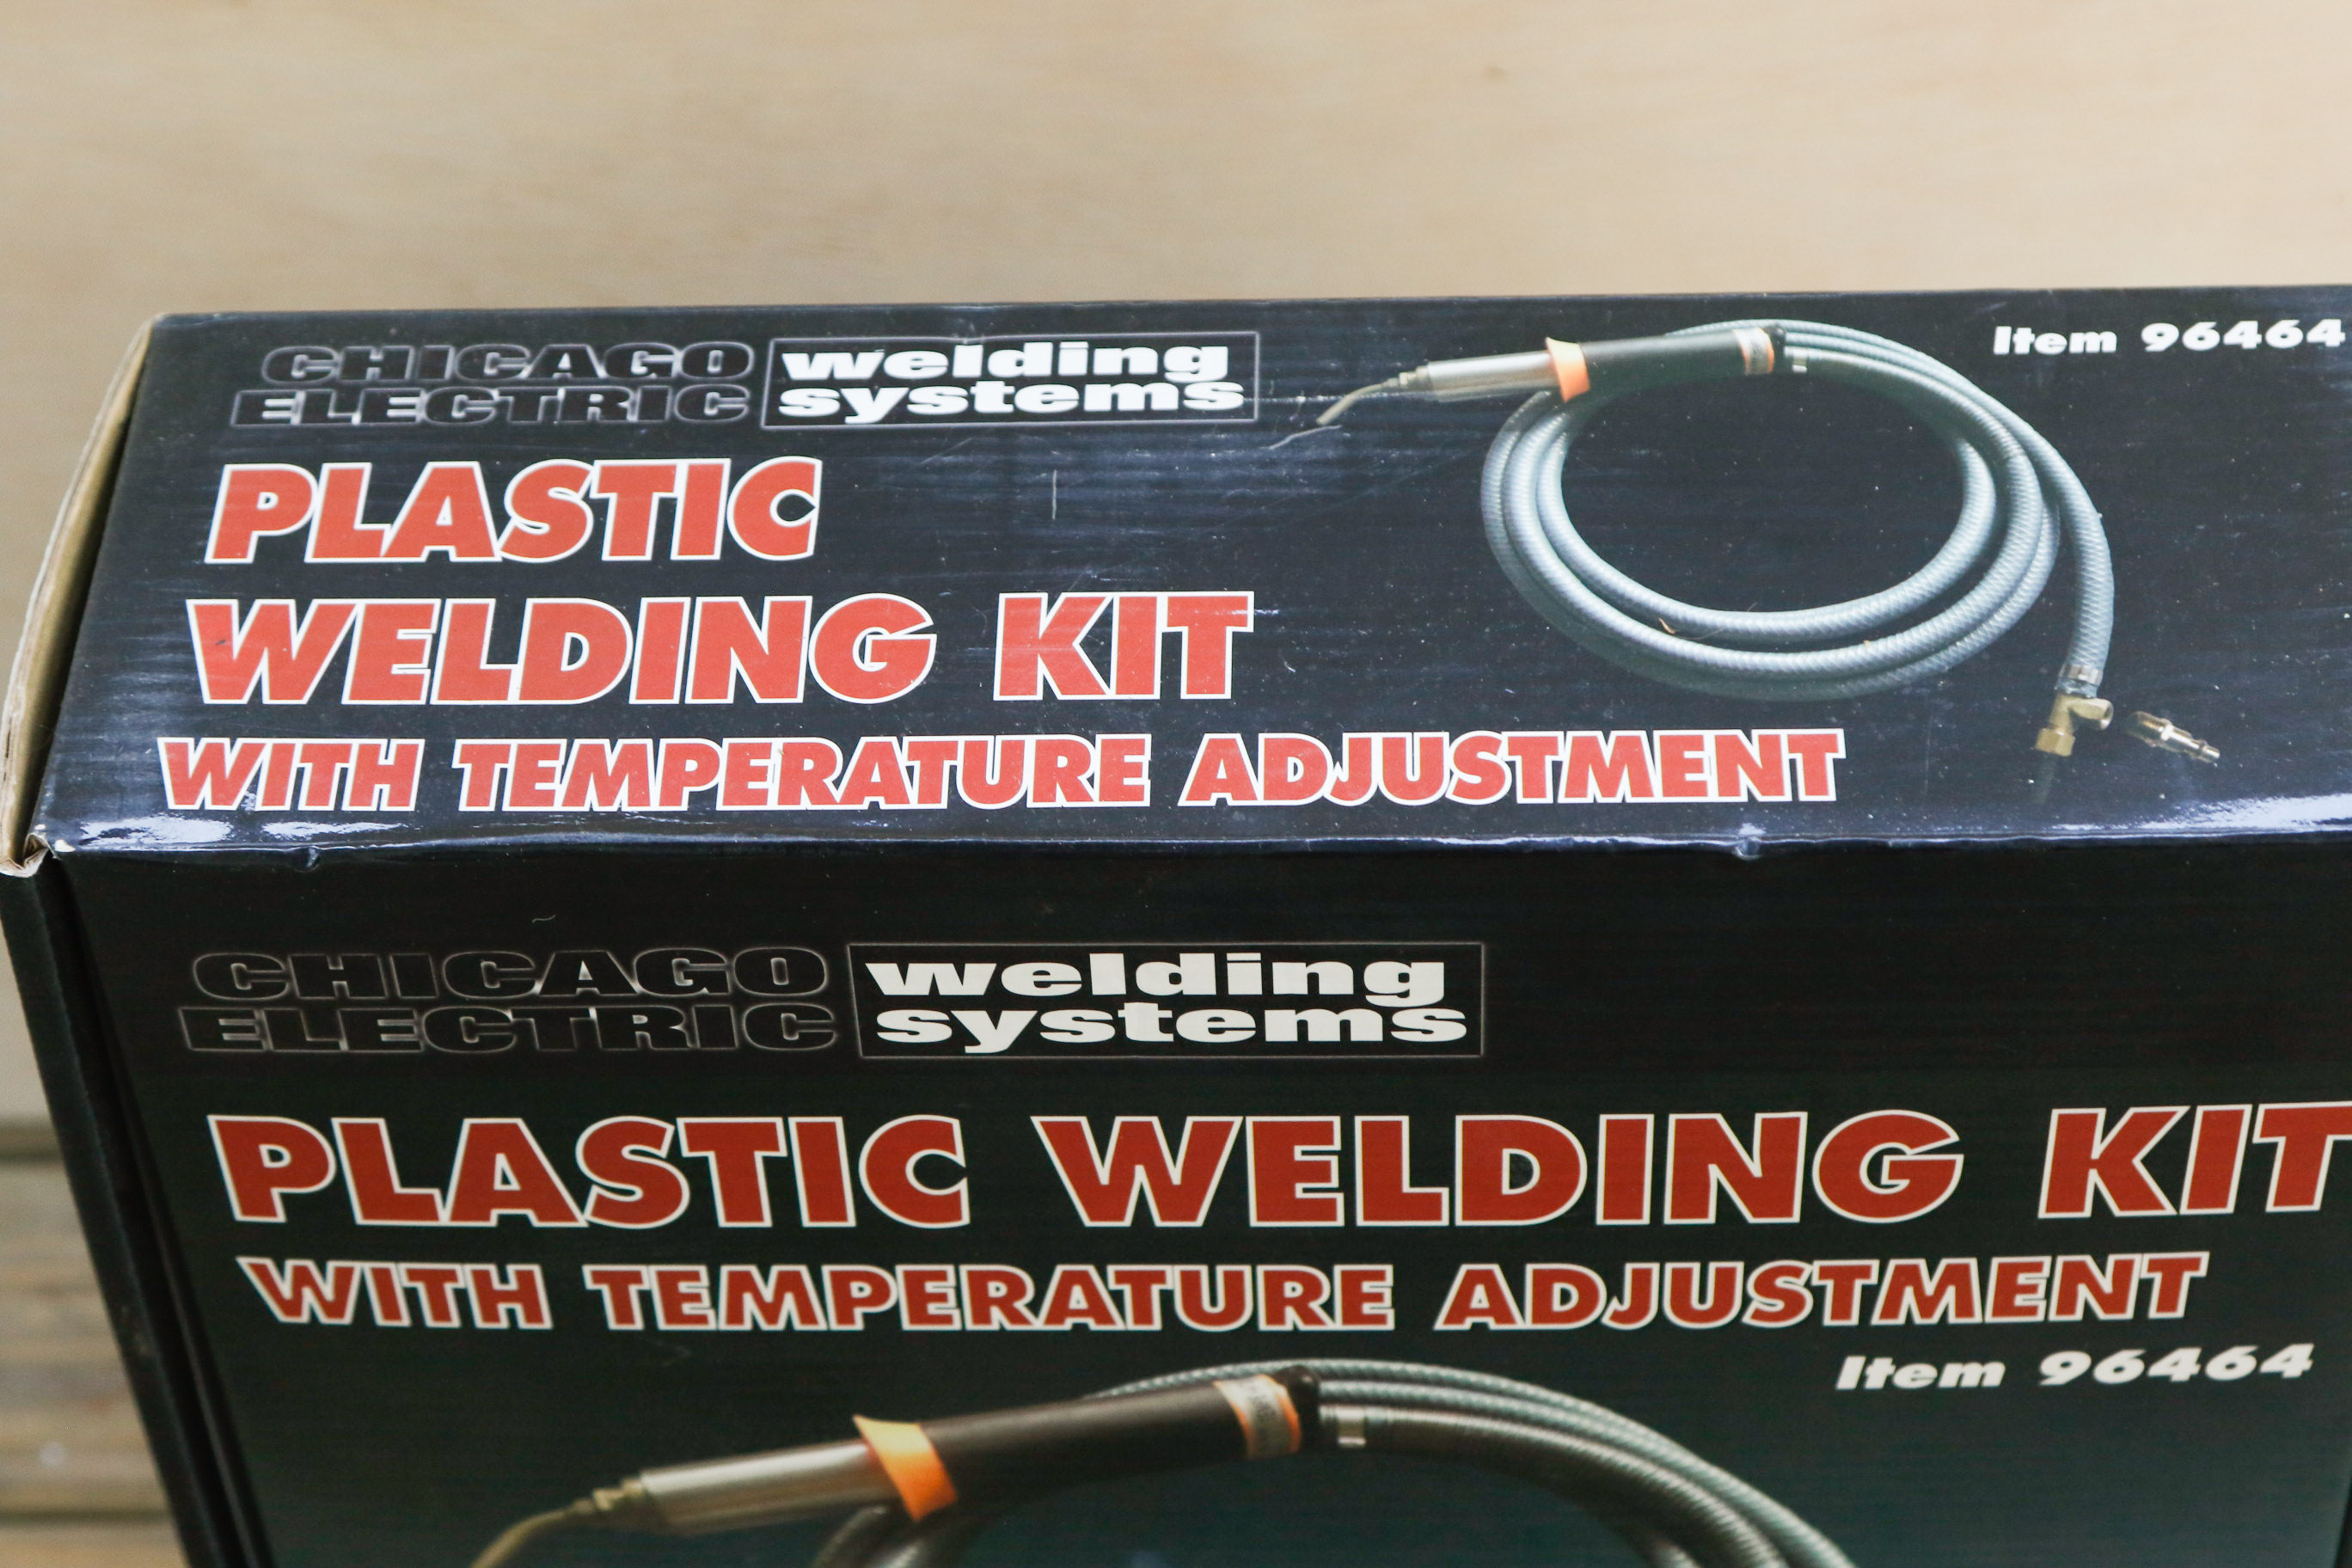 CHICAGO ELECTRIC welding systems
Item 96464
PLASTIC
WELDING KIT
WITH TEMPERATURE ADJUSTMENT
CHICAGO ELECTRIC welding systems
PLASTIC WELDING KIT
WITH TEMPERATURE ADJUSTMENT
Item 96464